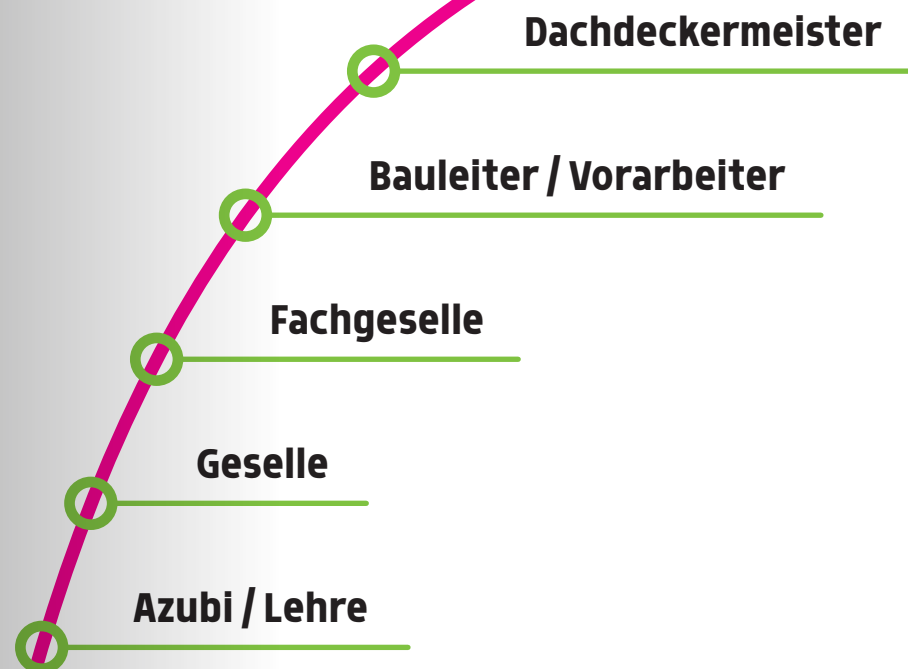 Dachdeckermeister
Bauleiter / Vorarbeiter
Fachgeselle
Geselle
Azubi / Lehre